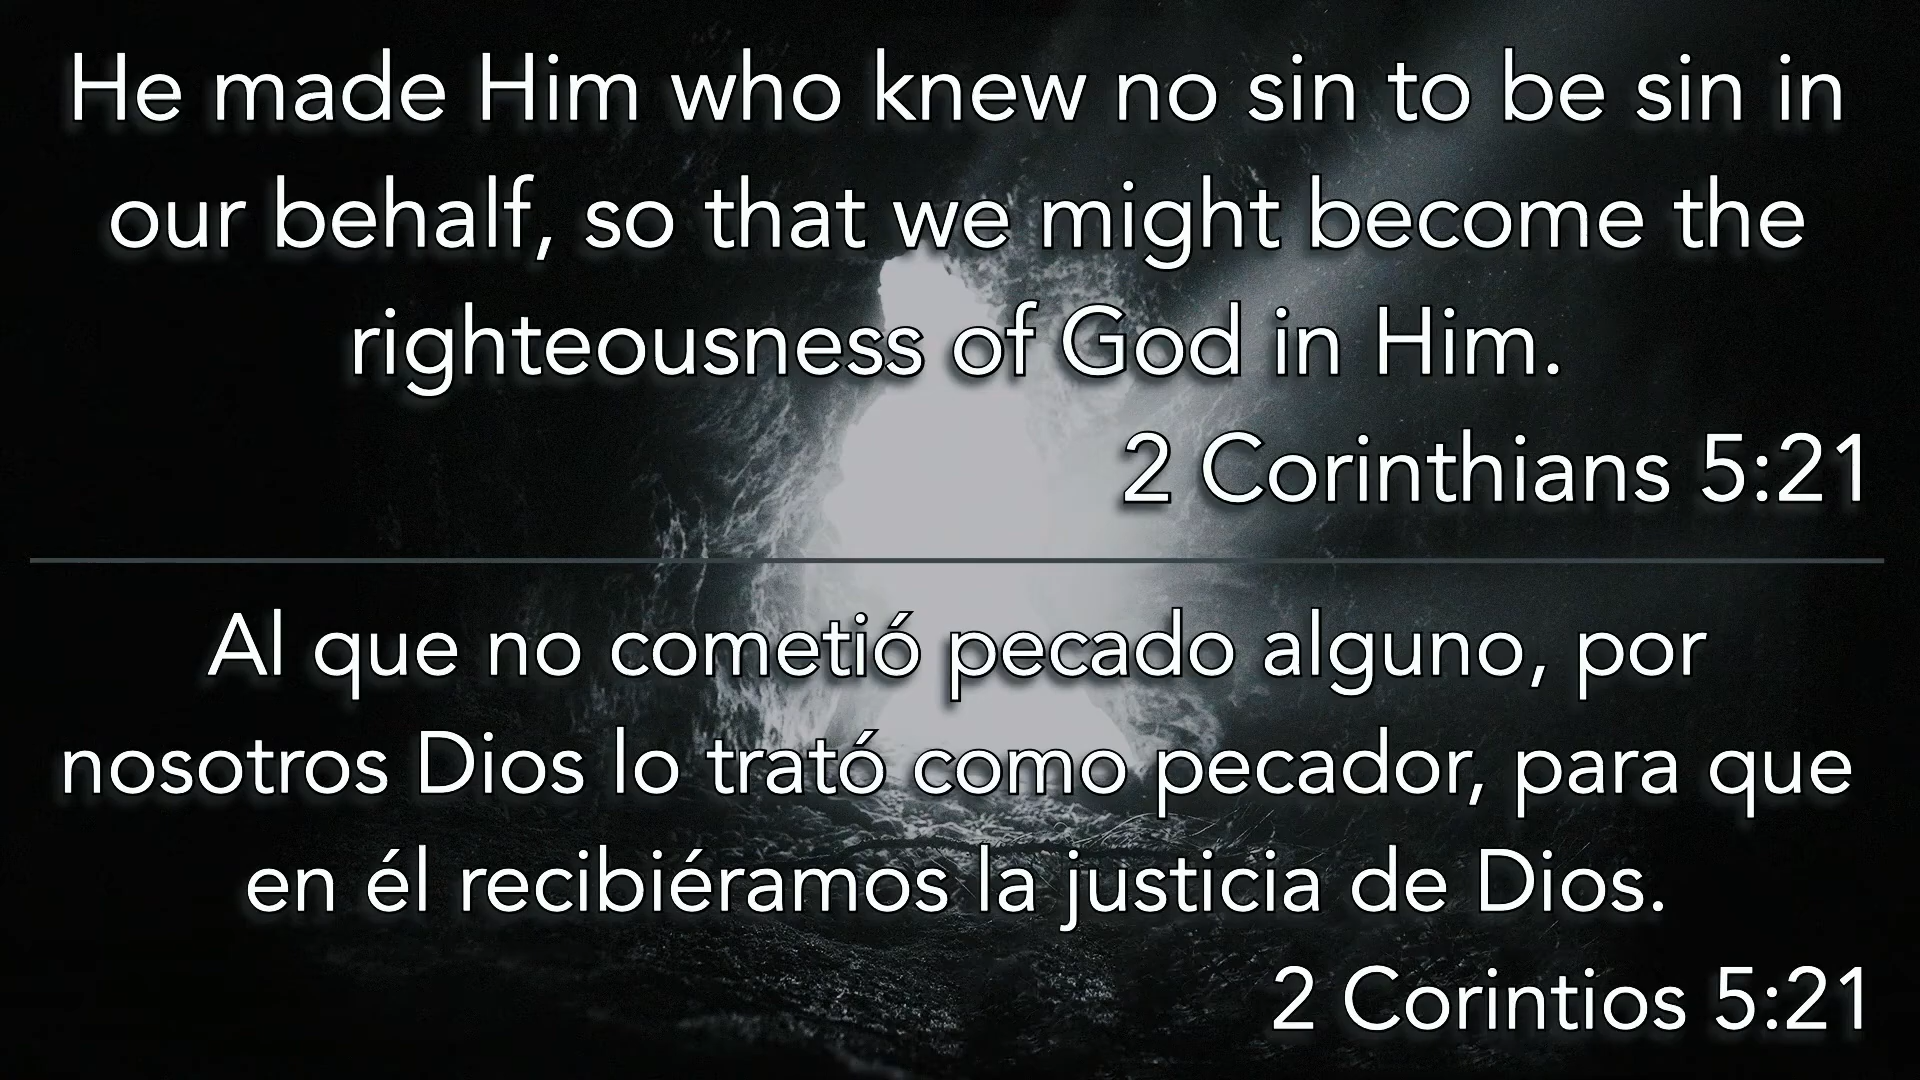 He made Him who knew no sin to be sin in
our behalf, so that we might become the
righteousness of God in Him.
2 Corinthians 5:21
Al que no cometió pecado alguno, por
nosotros Dios lo trató como pecador, para que
en él recibiéramos la justicia de Dios.
2 Corintios 5:21